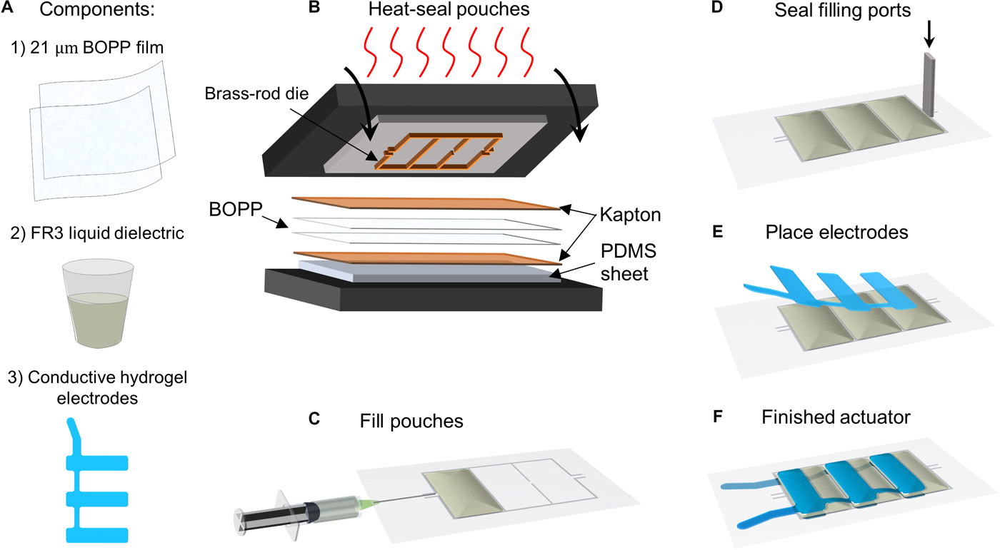 A
Components:
1) 21 μm BOPP film
2) FR3 liquid dielectric
3) Conductive hydrogel
electrodes
B
Heat-seal pouches
Brass-rod die
BOPP
Kapton
PDMS
sheet
C
Fill pouches
D
Seal filling ports
E
Place electrodes
F
Finished actuator